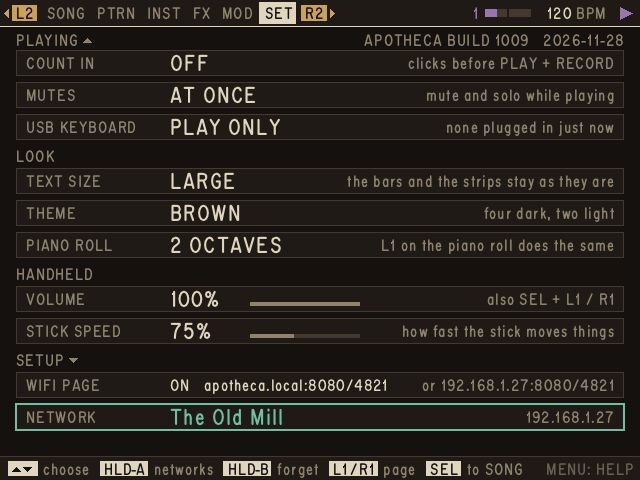 L2 SONG PTRN INST FX MOD SET R2 1 120 BPM
PLAYING APOTHECA BUILD 1009 2026-11-28
COUNT IN OFF clicks before PLAY + RECORD
MUTES AT ONCE mute and solo while playing
USB KEYBOARD PLAY ONLY none plugged in just now
LOOK
TEXT SIZE LARGE the bars and the strips stay as they are
THEME BROWN four dark, two light
PIANO ROLL 2 OCTAVES L1 on the piano roll does the same
HANDHELD
VOLUME 100% also SEL + L1 / R1
STICK SPEED 75% how fast the stick moves things
SETUP
WIFI PAGE ON apotheca.local:8080/4821 or 192.168.1.27:8080/4821
NETWORK The Old Mill 192.168.1.27
choose HLD-A networks HLD-B forget L1/R1 page SEL to SONG MENU: HELP